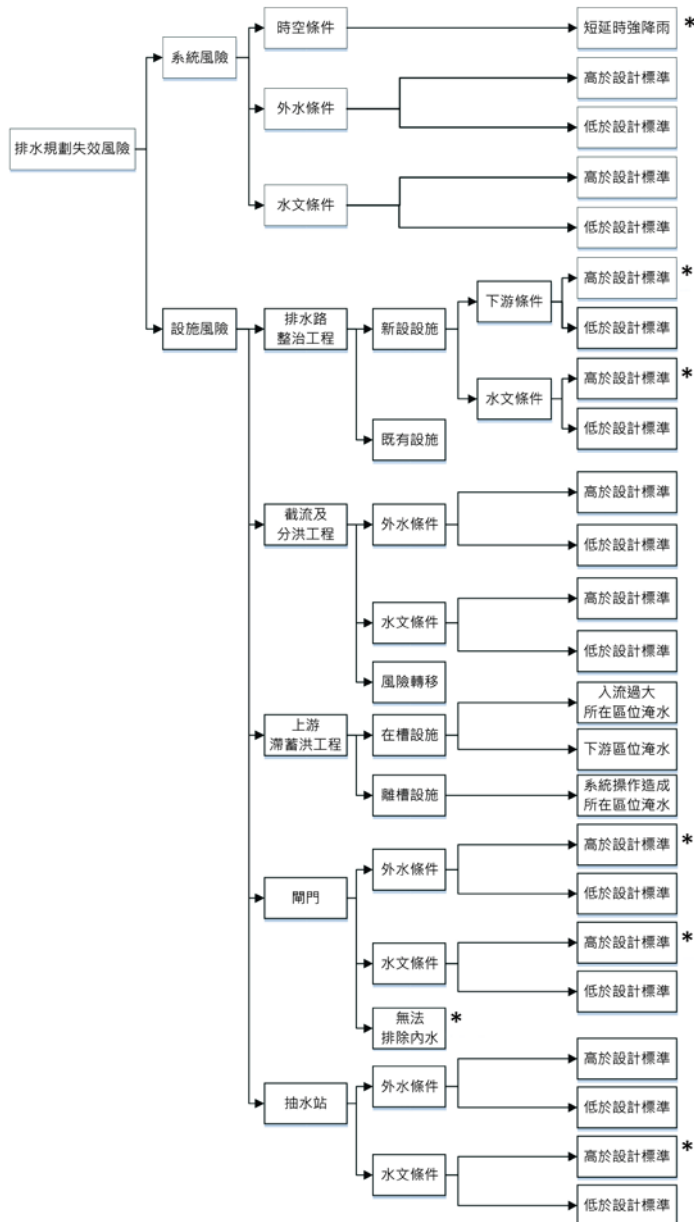 時空條件
短延時強降雨 *
系統風險
高於設計標準
外水條件
低於設計標準
排水規劃失效風險
高於設計標準
水文條件
低於設計標準
高於設計標準 *
下游條件
設施風險
排水路
整治工程
新設設施
低於設計標準
高於設計標準 *
水文條件
低於設計標準
既有設施
高於設計標準
截流及
分洪工程
外水條件
低於設計標準
高於設計標準
水文條件
低於設計標準
風險轉移
入流過大
所在區位淹水
上游
滯蓄洪工程
在槽設施
下游區位淹水
離槽設施
系統操作造成
所在區位淹水
高於設計標準 *
外水條件
閘門
低於設計標準
高於設計標準 *
水文條件
低於設計標準
無法
排除內水 *
高於設計標準
外水條件
抽水站
低於設計標準
高於設計標準 *
水文條件
低於設計標準